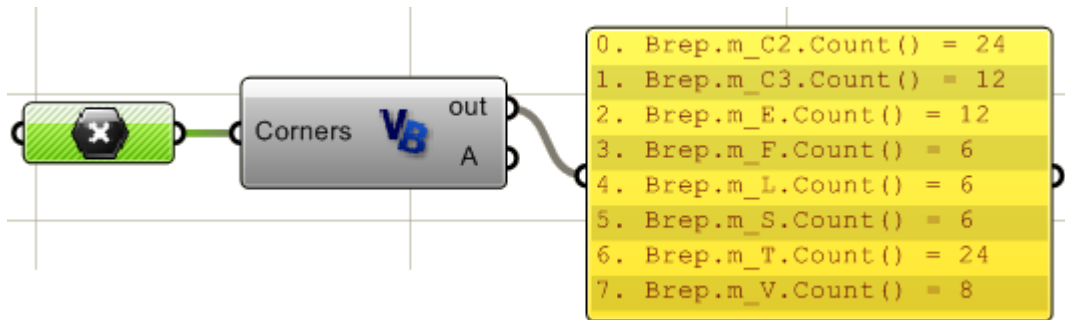 Corners
VB
out
A
0. Brep.m_C2.Count() = 24
1. Brep.m_C3.Count() = 12
2. Brep.m_E.Count() = 12
3. Brep.m_F.Count() = 6
4. Brep.m_L.Count() = 6
5. Brep.m_S.Count() = 6
6. Brep.m_T.Count() = 24
7. Brep.m_V.Count() = 8